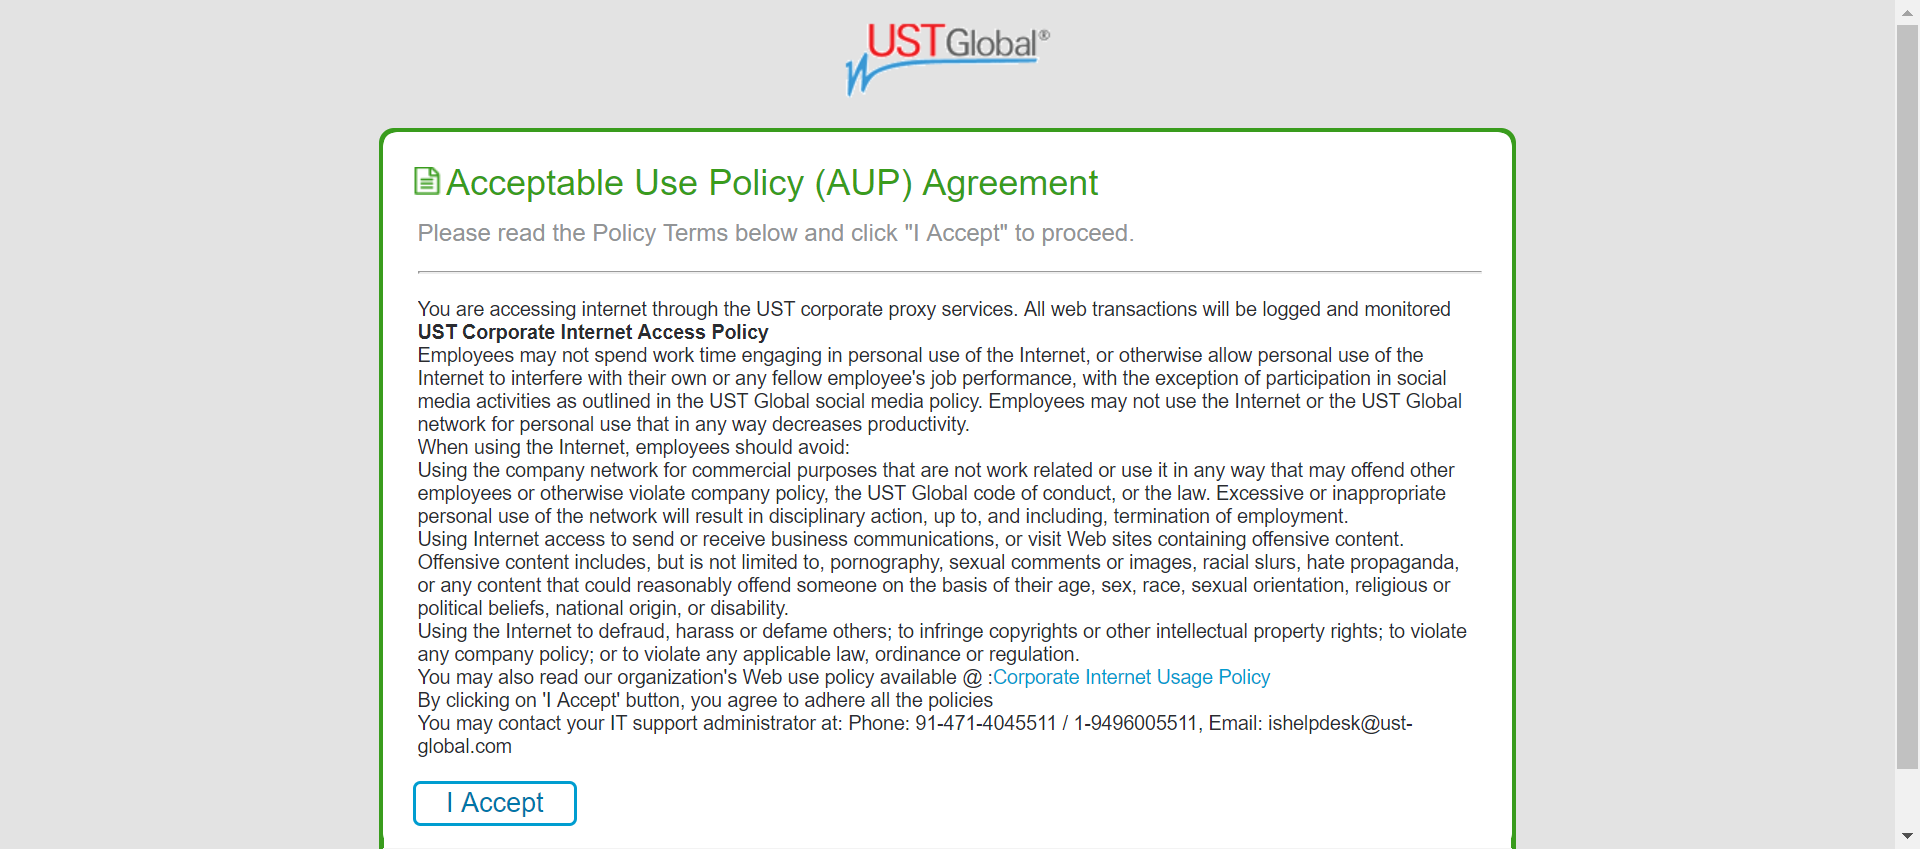 UST Global®
Acceptable Use Policy (AUP) Agreement
Please read the Policy Terms below and click "I Accept" to proceed.
You are accessing internet through the UST corporate proxy services. All web transactions will be logged and monitored
UST Corporate Internet Access Policy
Employees may not spend work time engaging in personal use of the Internet, or otherwise allow personal use of the
Internet to interfere with their own or any fellow employee's job performance, with the exception of participation in social
media activities as outlined in the UST Global social media policy. Employees may not use the Internet or the UST Global
network for personal use that in any way decreases productivity.
When using the Internet, employees should avoid:
Using the company network for commercial purposes that are not work related or use it in any way that may offend other
employees or otherwise violate company policy, the UST Global code of conduct, or the law. Excessive or inappropriate
personal use of the network will result in disciplinary action, up to, and including, termination of employment.
Using Internet access to send or receive business communications, or visit Web sites containing offensive content.
Offensive content includes, but is not limited to, pornography, sexual comments or images, racial slurs, hate propaganda,
or any content that could reasonably offend someone on the basis of their age, sex, race, sexual orientation, religious or
political beliefs, national origin, or disability.
Using the Internet to defraud, harass or defame others; to infringe copyrights or other intellectual property rights; to violate
any company policy; or to violate any applicable law, ordinance or regulation.
You may also read our organization's Web use policy available @ :Corporate Internet Usage Policy
By clicking on 'I Accept' button, you agree to adhere all the policies
You may contact your IT support administrator at: Phone: 91-471-4045511 / 1-9496005511, Email: ishelpdesk@ust-
global.com
I Accept